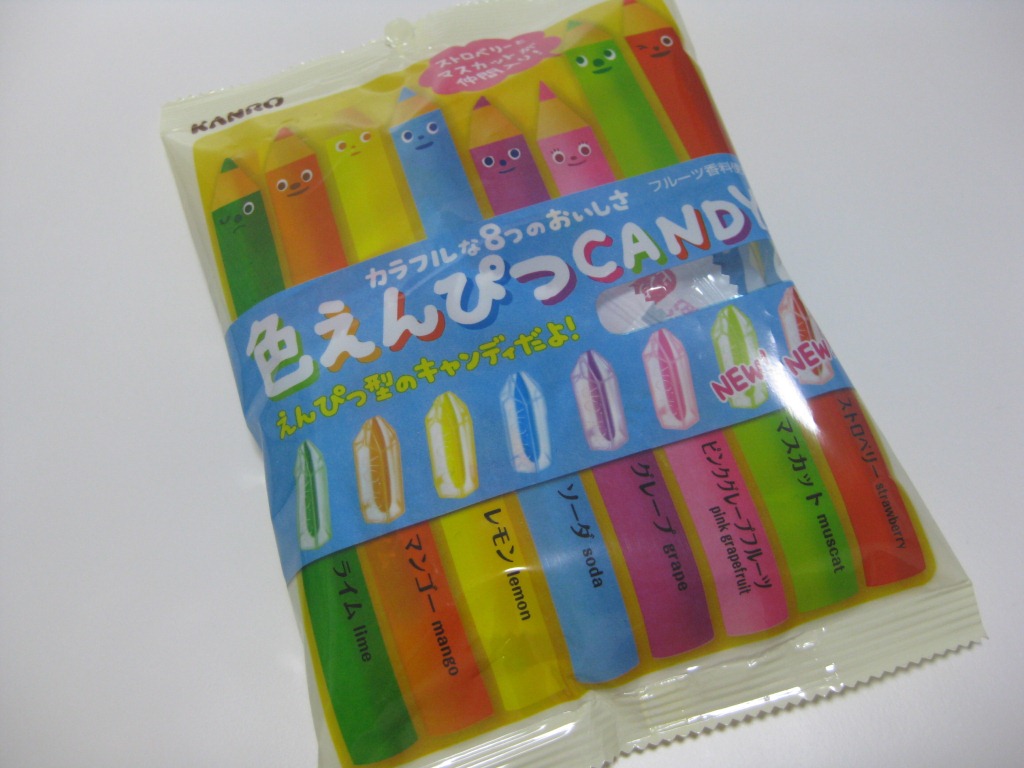 KANRO
ストロベリーと
マスカットが
仲間入り!
フルーツ香料使
カラフルな8つのおいしさ
色えんぴつCANDY
えんぴつ型のキャンディだよ!
NEW!
NEW
ライム lime
マンゴー mango
レモン lemon
ソーダ soda
グレープ grape
ピンクグレープフルーツ
pink grapefruit
マスカット muscat
ストロベリー strawberry